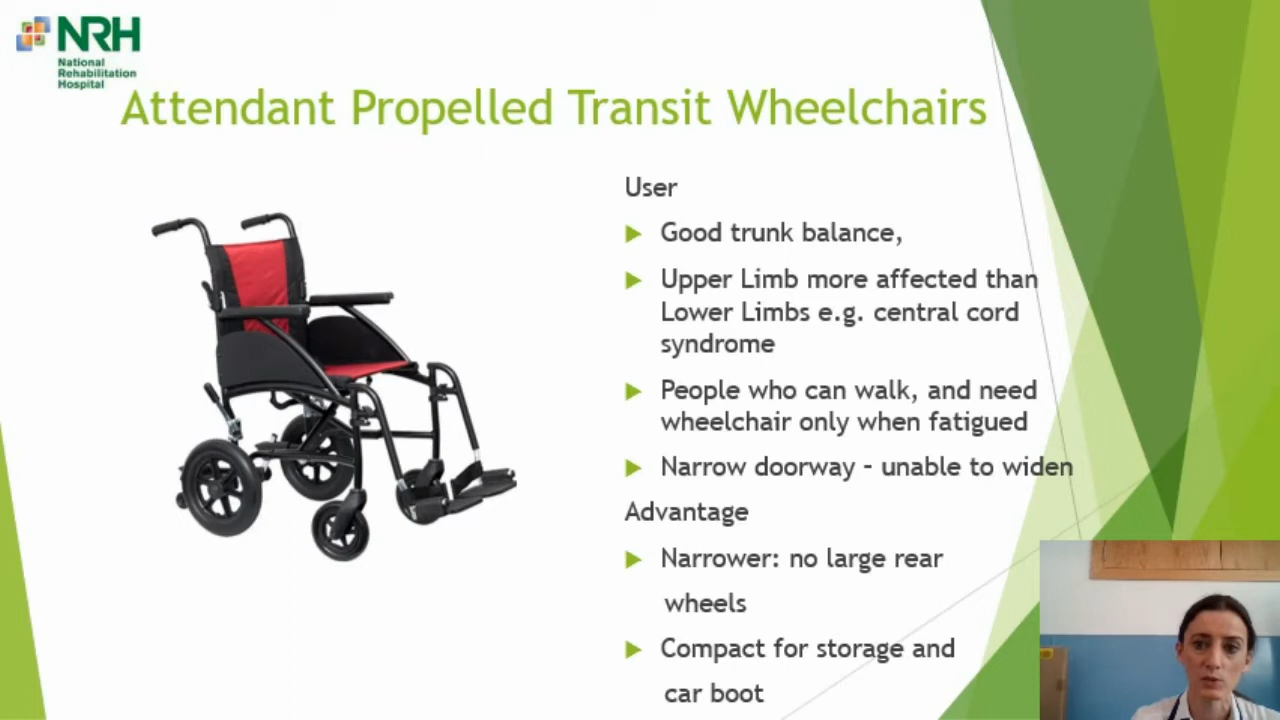 NRH
National
Rehabilitation
Hospital
Attendant Propelled Transit Wheelchairs
User
Good trunk balance,
Upper Limb more affected than
Lower Limbs e.g. central cord
syndrome
People who can walk, and need
wheelchair only when fatigued
Narrow doorway – unable to widen
Advantage
Narrower: no large rear
wheels
Compact for storage and
car boot